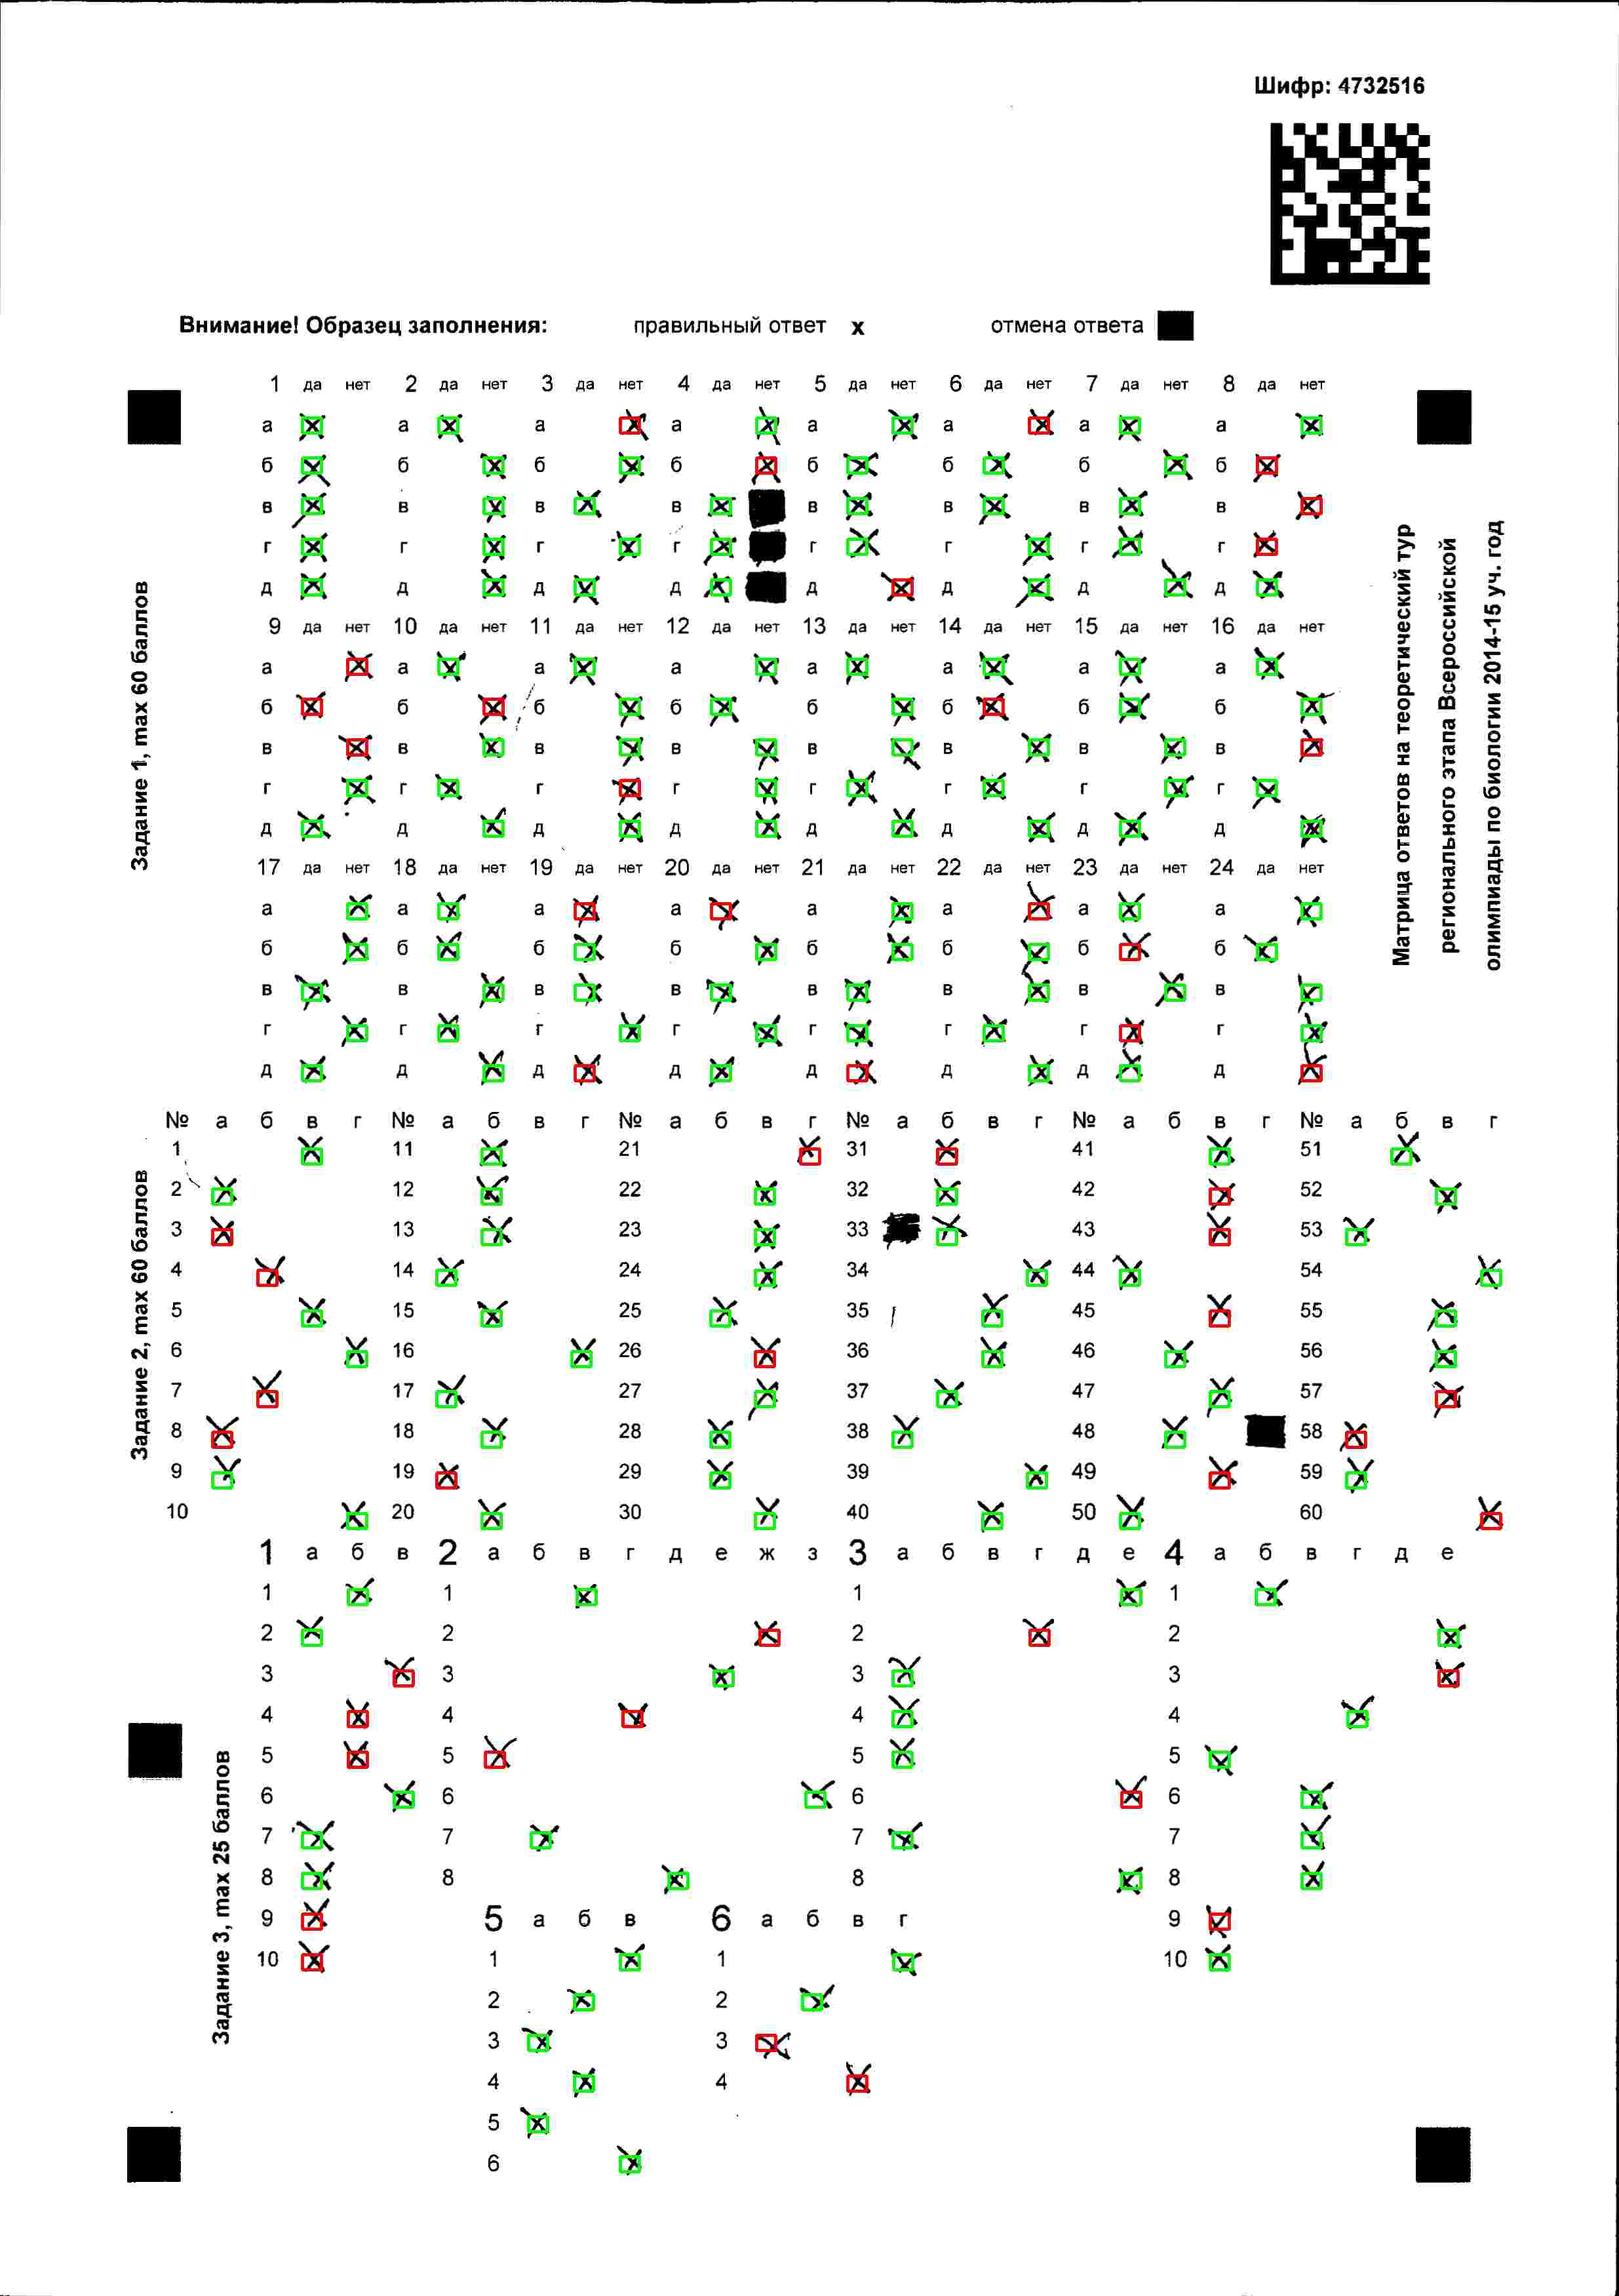 Шифр: 4732516
Внимание! Образец заполнения: правильный ответ x отмена ответа
Задание 1, max 60 баллов
1 да нет 2 да нет 3 да нет 4 да нет 5 да нет 6 да нет 7 да нет 8 да нет
а а а а а а а а
б б б б б б б б
в в в в в в в в
г г г г г г г г
д д д д д д д д
9 да нет 10 да нет 11 да нет 12 да нет 13 да нет 14 да нет 15 да нет 16 да нет
а а а а а а а а
б б б б б б б б
в в в в в в в в
г г г г г г г г
д д д д д д д д
17 да нет 18 да нет 19 да нет 20 да нет 21 да нет 22 да нет 23 да нет 24 да нет
а а а а а а а а
б б б б б б б б
в в в в в в в в
г г г г г г г г
д д д д д д д д
Матрица ответов на теоретический тур
регионального этапа Всероссийской
олимпиады по биологии 2014-15 уч. год
Задание 2, max 60 баллов
№ а б в г № а б в г № а б в г № а б в г № а б в г № а б в г
1 11 21 31 41 51
2 12 22 32 42 52
3 13 23 33 43 53
4 14 24 34 44 54
5 15 25 35 45 55
6 16 26 36 46 56
7 17 27 37 47 57
8 18 28 38 48 58
9 19 29 39 49 59
10 20 30 40 50 60
Задание 3, max 25 баллов
1 а б в 2 а б в г д е ж з 3 а б в г д е 4 а б в г д е
1 1 1 1
2 2 2 2
3 3 3 3
4 4 4 4
5 5 5 5
6 6 6 6
7 7 7 7
8 8 8 8
9 5 а б в 6 а б в г 9
10 1 1 10
2 2
3 3
4 4
5
6